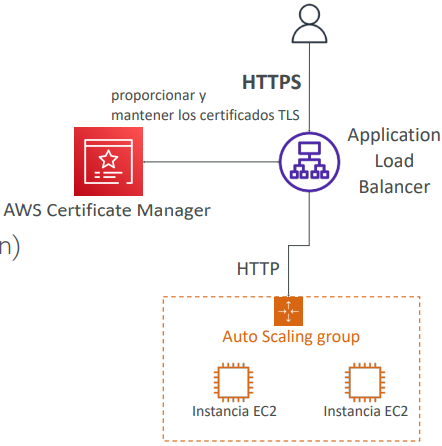 HTTPS
proporcionar y
mantener los certificados TLS
Application
Load
Balancer
AWS Certificate Manager
n)
HTTP
Auto Scaling group
Instancia EC2
Instancia EC2